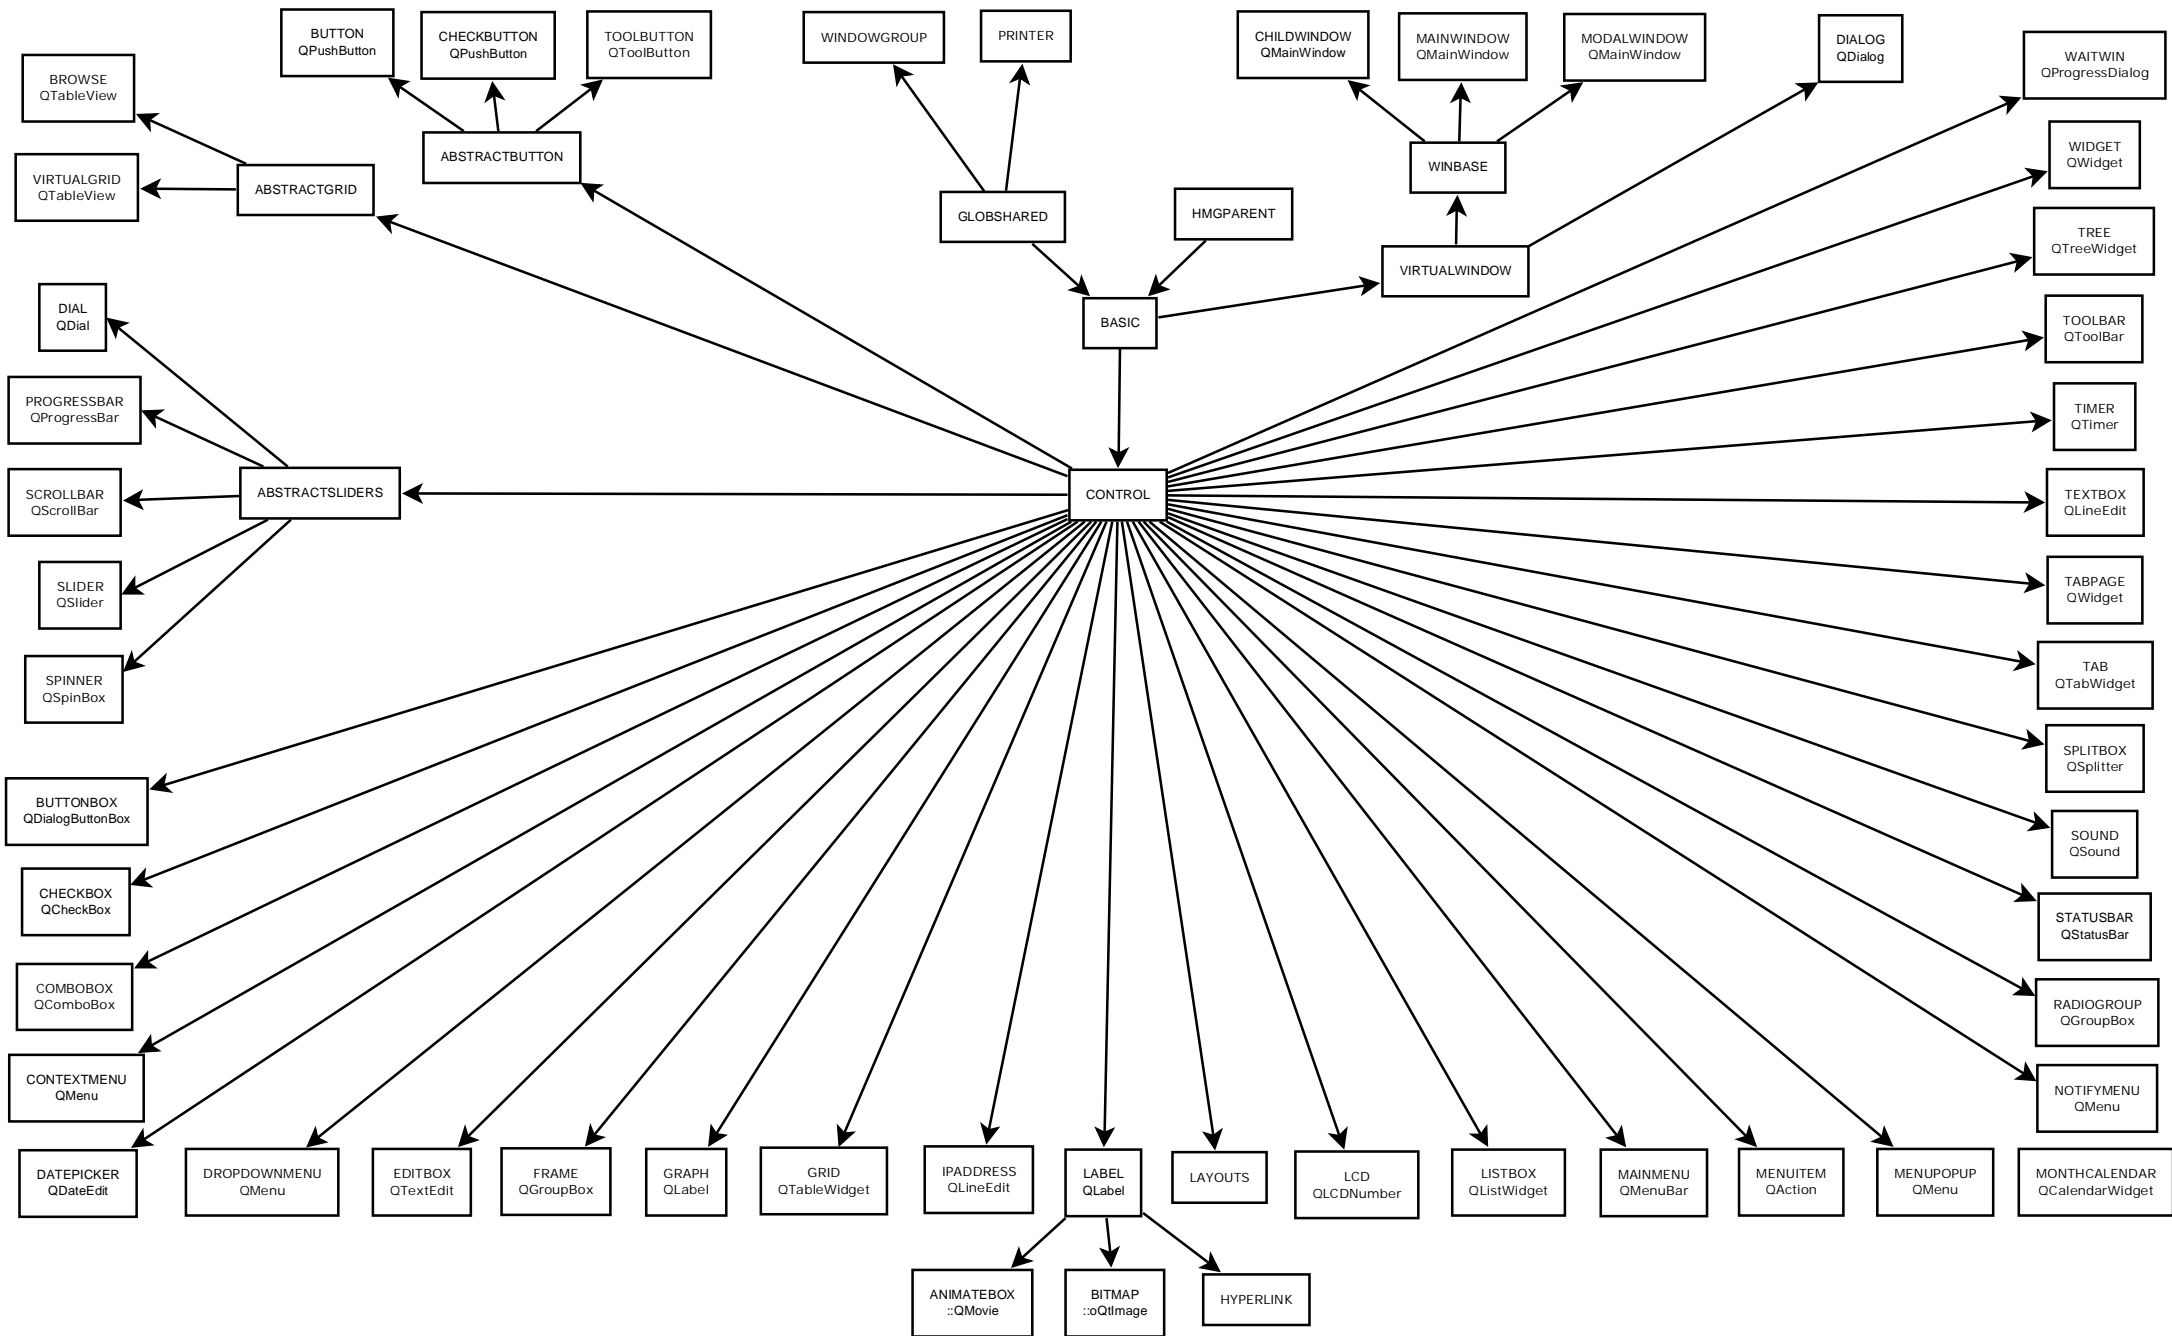 BUTTON
QPushButton
CHECKBUTTON
QPushButton
TOOLBUTTON
QToolButton
WINDOWGROUP
PRINTER
CHILDWINDOW
QMainWindow
MAINWINDOW
QMainWindow
MODALWINDOW
QMainWindow
DIALOG
QDialog
WAITWIN
QProgressDialog
BROWSE
QTableView
ABSTRACTBUTTON
WINBASE
WIDGET
QWidget
VIRTUALGRID
QTableView
ABSTRACTGRID
GLOBSHARED
HMGPARENT
TREE
QTreeWidget
VIRTUALWINDOW
DIAL
QDial
BASIC
TOOLBAR
QToolBar
PROGRESSBAR
QProgressBar
TIMER
QTimer
SCROLLBAR
QScrollBar
ABSTRACTSLIDERS
CONTROL
TEXTBOX
QLineEdit
SLIDER
QSlider
TABPAGE
QWidget
SPINNER
QSpinBox
TAB
QTabWidget
SPLITBOX
QSplitter
BUTTONBOX
QDialogButtonBox
SOUND
QSound
CHECKBOX
QCheckBox
STATUSBAR
QStatusBar
COMBOBOX
QComboBox
RADIOGROUP
QGroupBox
CONTEXTMENU
QMenu
NOTIFYMENU
QMenu
DATEPICKER
QDateEdit
DROPDOWNMENU
QMenu
EDITBOX
QTextEdit
FRAME
QGroupBox
GRAPH
QLabel
GRID
QTableWidget
IPADDRESS
QLineEdit
LABEL
QLabel
LAYOUTS
LCD
QLCDNumber
LISTBOX
QListWidget
MAINMENU
QMenuBar
MENUITEM
QAction
MENUPOPUP
QMenu
MONTHCALENDAR
QCalendarWidget
ANIMATEBOX
::QMovie
BITMAP
::oQtImage
HYPERLINK